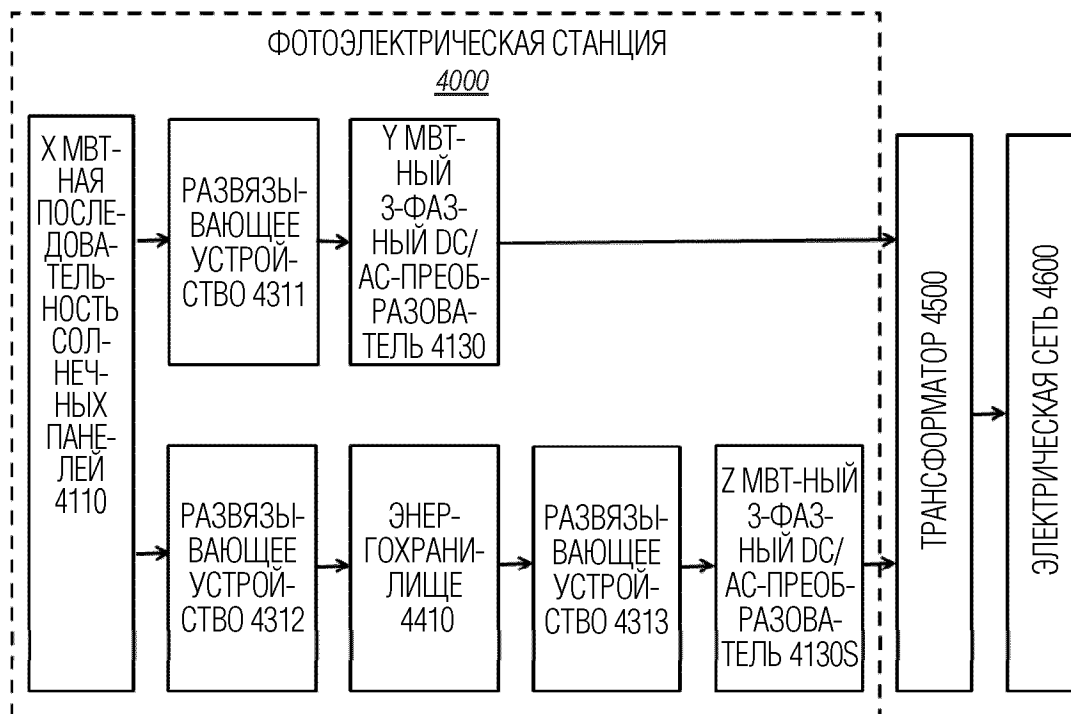 ФОТОЭЛЕКТРИЧЕСКАЯ СТАНЦИЯ
4000
X МВТ-
НАЯ
ПОСЛЕ-
ДОВА-
ТЕЛЬ-
НОСТЬ
СОЛ-
НЕЧ-
НЫХ
ПАНЕ-
ЛЕЙ
4110
РАЗВЯЗЫ-
ВАЮЩЕЕ
УСТРОЙ-
СТВО 4311
Y МВТ-
НЫЙ
3-ФАЗ-
НЫЙ DC/
AC-ПРЕОБ-
РАЗОВА-
ТЕЛЬ 4130
РАЗВЯЗЫ-
ВАЮЩЕЕ
УСТРОЙ-
СТВО 4312
ЭНЕР-
ГОХРАНИ-
ЛИЩЕ
4410
РАЗВЯЗЫ-
ВАЮЩЕЕ
УСТРОЙ-
СТВО 4313
Z МВТ-НЫЙ
3-ФАЗ-
НЫЙ DC/
AC-ПРЕОБ-
РАЗОВА-
ТЕЛЬ 4130S
ТРАНСФОРМАТОР 4500
ЭЛЕКТРИЧЕСКАЯ СЕТЬ 4600